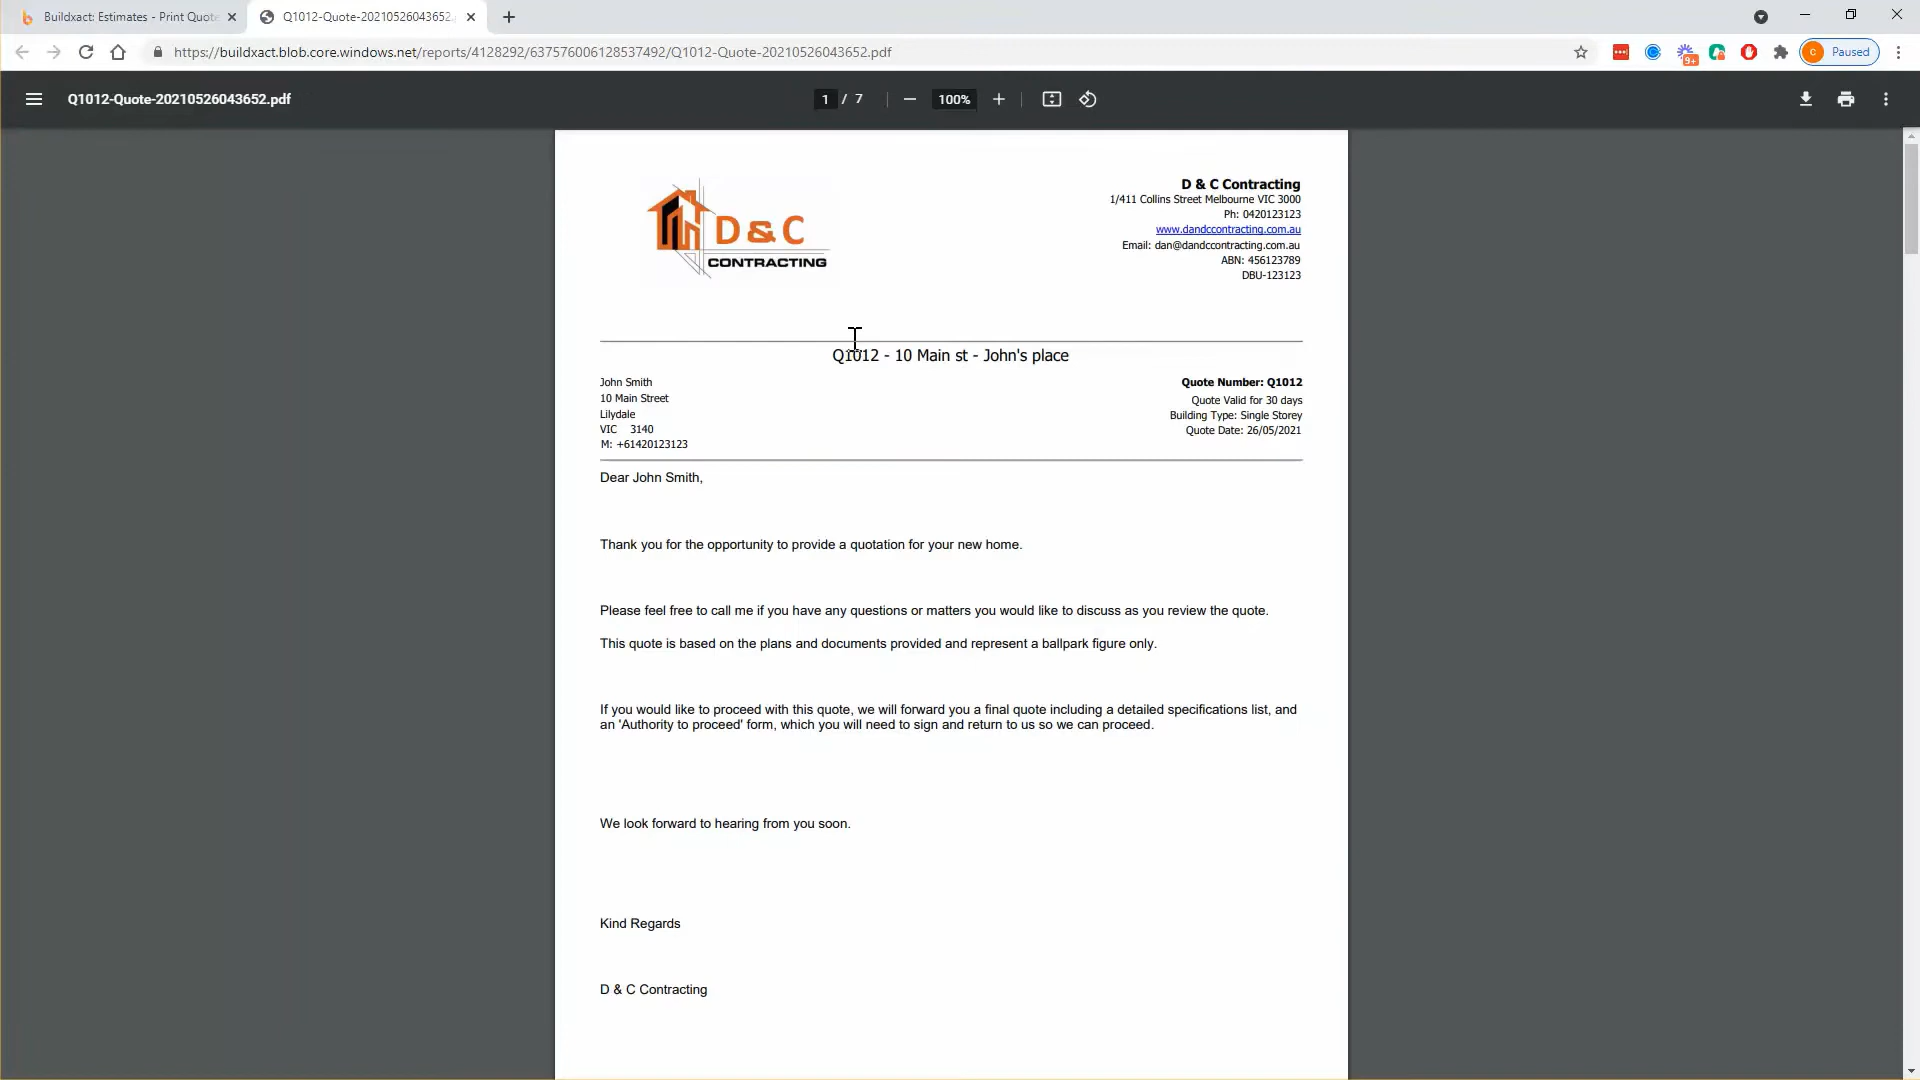 Buildxact: Estimates - Print Quote
Q1012-Quote-20210526043652.
https://buildxact.blob.core.windows.net/reports/4128292/637576006128537492/Q1012-Quote-20210526043652.pdf
9+
C
Paused
Q1012-Quote-20210526043652.pdf
1 / 7
100%
D & C
CONTRACTING
D & C Contracting
1/411 Collins Street Melbourne VIC 3000
Ph: 0420123123
www.dandccontracting.com.au
Email: dan@dandccontracting.com.au
ABN: 456123789
DBU-123123
Q1012 - 10 Main st - John's place
John Smith
10 Main Street
Lilydale
VIC 3140
M: +61420123123
Quote Number: Q1012
Quote Valid for 30 days
Building Type: Single Storey
Quote Date: 26/05/2021
Dear John Smith,
Thank you for the opportunity to provide a quotation for your new home.
Please feel free to call me if you have any questions or matters you would like to discuss as you review the quote.
This quote is based on the plans and documents provided and represent a ballpark figure only.
If you would like to proceed with this quote, we will forward you a final quote including a detailed specifications list, and
an 'Authority to proceed' form, which you will need to sign and return to us so we can proceed.
We look forward to hearing from you soon.
Kind Regards
D & C Contracting